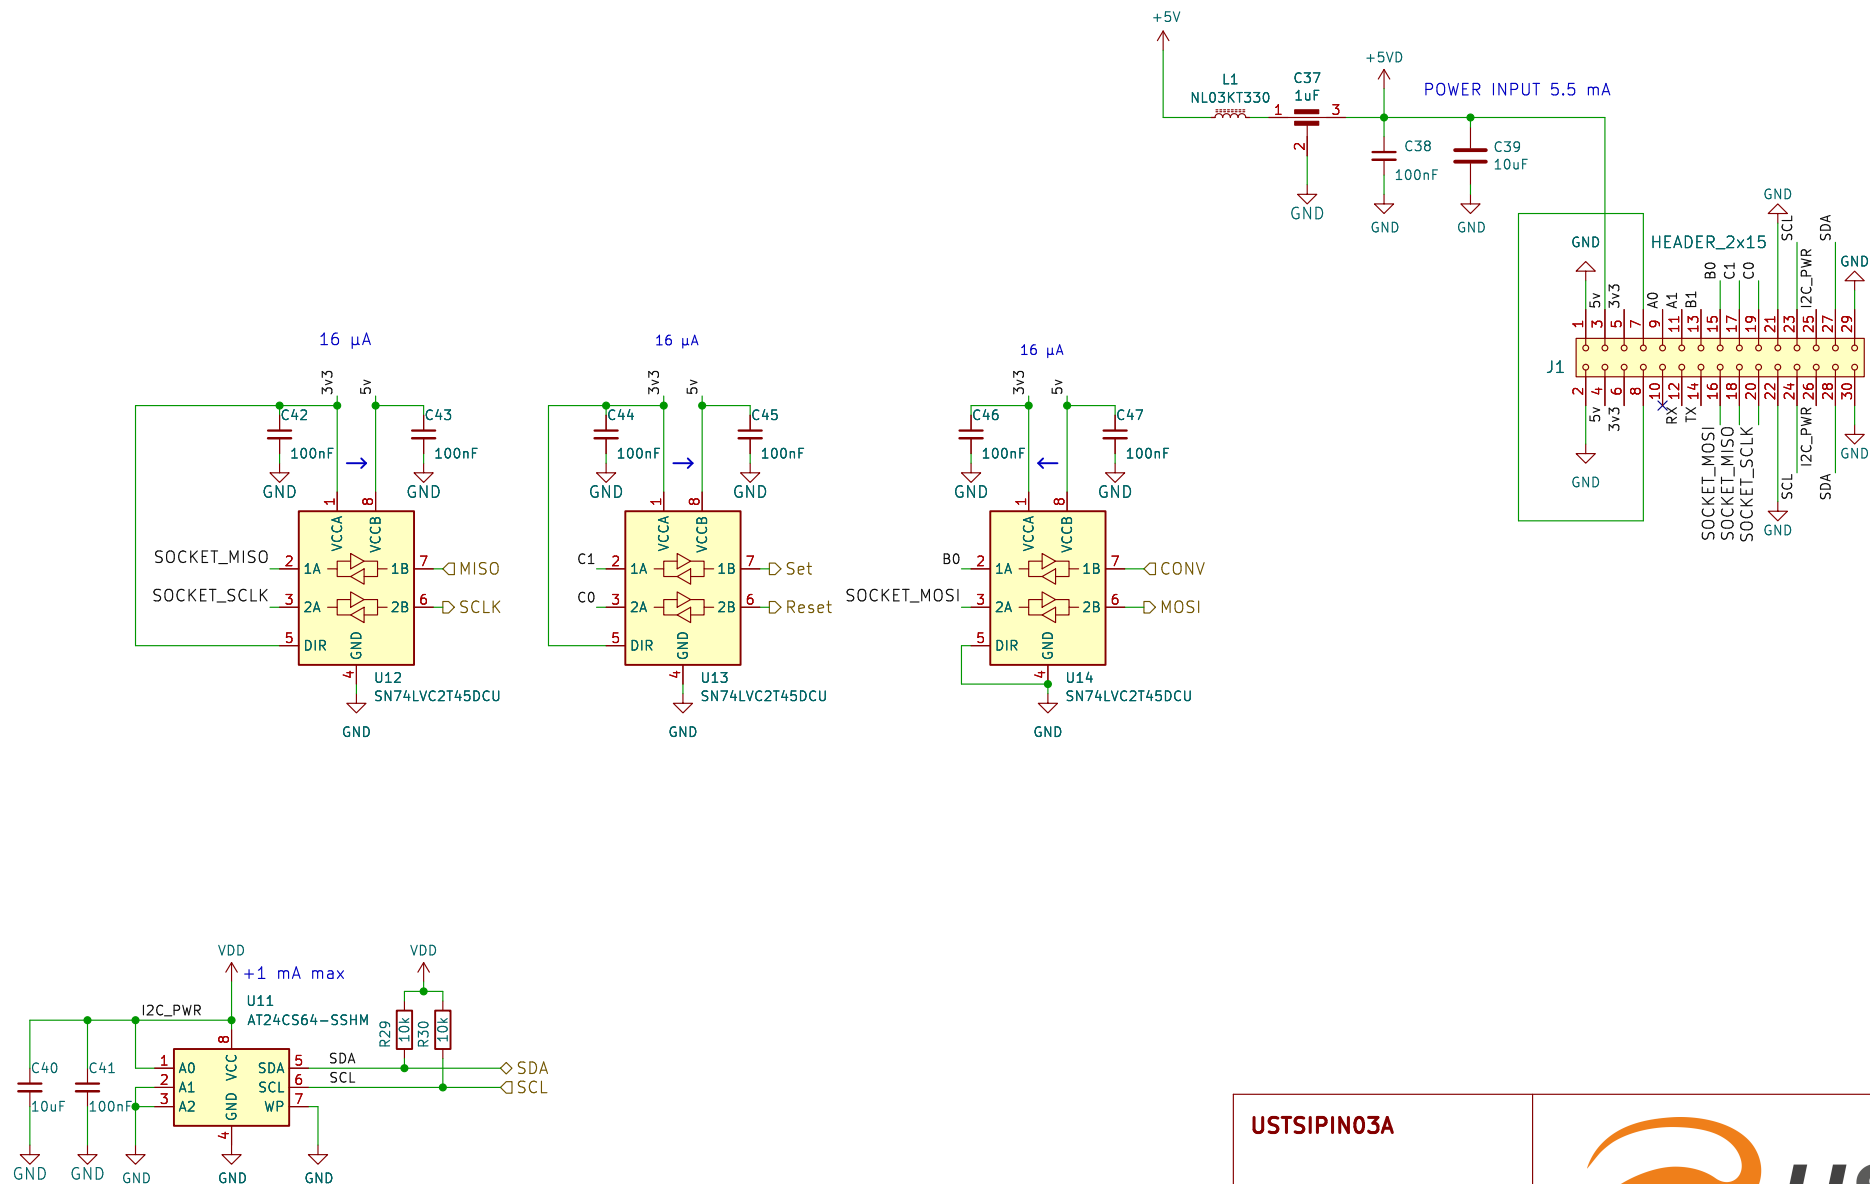 +5V
+5VD
L1
NL03KT330
C37
1uF
1
3
2
POWER INPUT 5.5 mA
C38
100nF
C39
10uF
GND
GND
GND
GND
SCL
SDA
GND
HEADER_2x15
GND
5v
3v3
A0
A1
B1
B0
C1
C0
I2C_PWR
1
3
5
7
9
11
13
15
17
19
21
23
25
27
29
J1
2
4
6
8
10
12
14
16
18
20
22
24
26
28
30
5v
3v3
RX
TX
SOCKET_MOSI
SOCKET_MISO
SOCKET_SCLK
SCL
I2C_PWR
SDA
GND
GND
GND
16 µA
3v3
5v
C42
100nF
GND
C43
100nF
GND
1
8
VCCA
VCCB
SOCKET_MISO
2
1A
1B
7
MISO
SOCKET_SCLK
3
2A
2B
6
SCLK
5
DIR
GND
4
U12
SN74LVC2T45DCU
GND
16 µA
3v3
5v
C44
100nF
GND
C45
100nF
GND
1
8
VCCA
VCCB
C1
2
1A
1B
7
Set
C0
3
2A
2B
6
Reset
5
DIR
GND
4
U13
SN74LVC2T45DCU
GND
16 µA
3v3
5v
C46
100nF
GND
C47
100nF
GND
1
8
VCCA
VCCB
B0
2
1A
1B
7
CONV
SOCKET_MOSI
3
2A
2B
6
MOSI
5
DIR
GND
4
U14
SN74LVC2T45DCU
GND
VDD
+1 mA max
VDD
I2C_PWR
U11
AT24CS64-SSHM
R29
10k
R30
10k
8
C40
10uF
C41
100nF
1
A0
VCC
SDA
5
SDA
SDA
2
A1
SCL
6
SCL
SCL
3
A2
GND
WP
7
4
GND
GND
GND
GND
GND
USTSIPIN03A